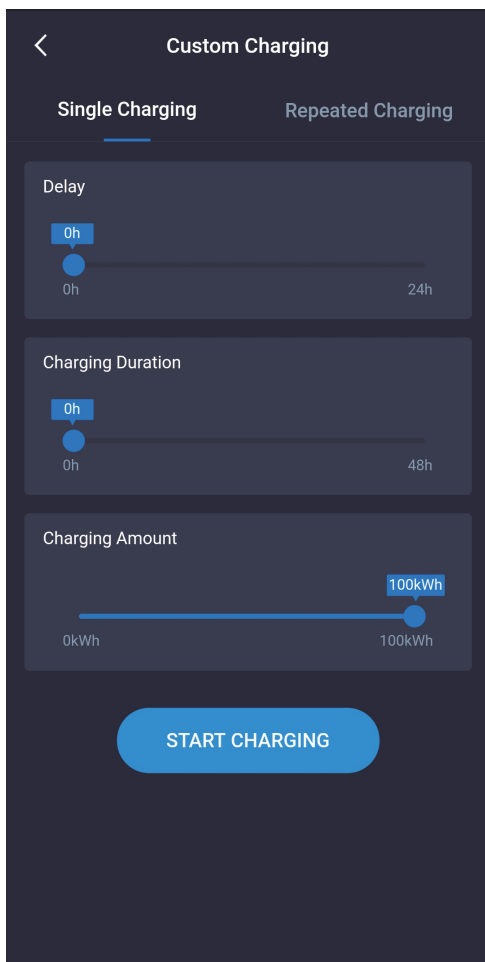 Custom Charging
Single Charging Repeated Charging
Delay
0h
0h 24h
Charging Duration
0h
0h 48h
Charging Amount
100kWh
0kWh 100kWh
START CHARGING